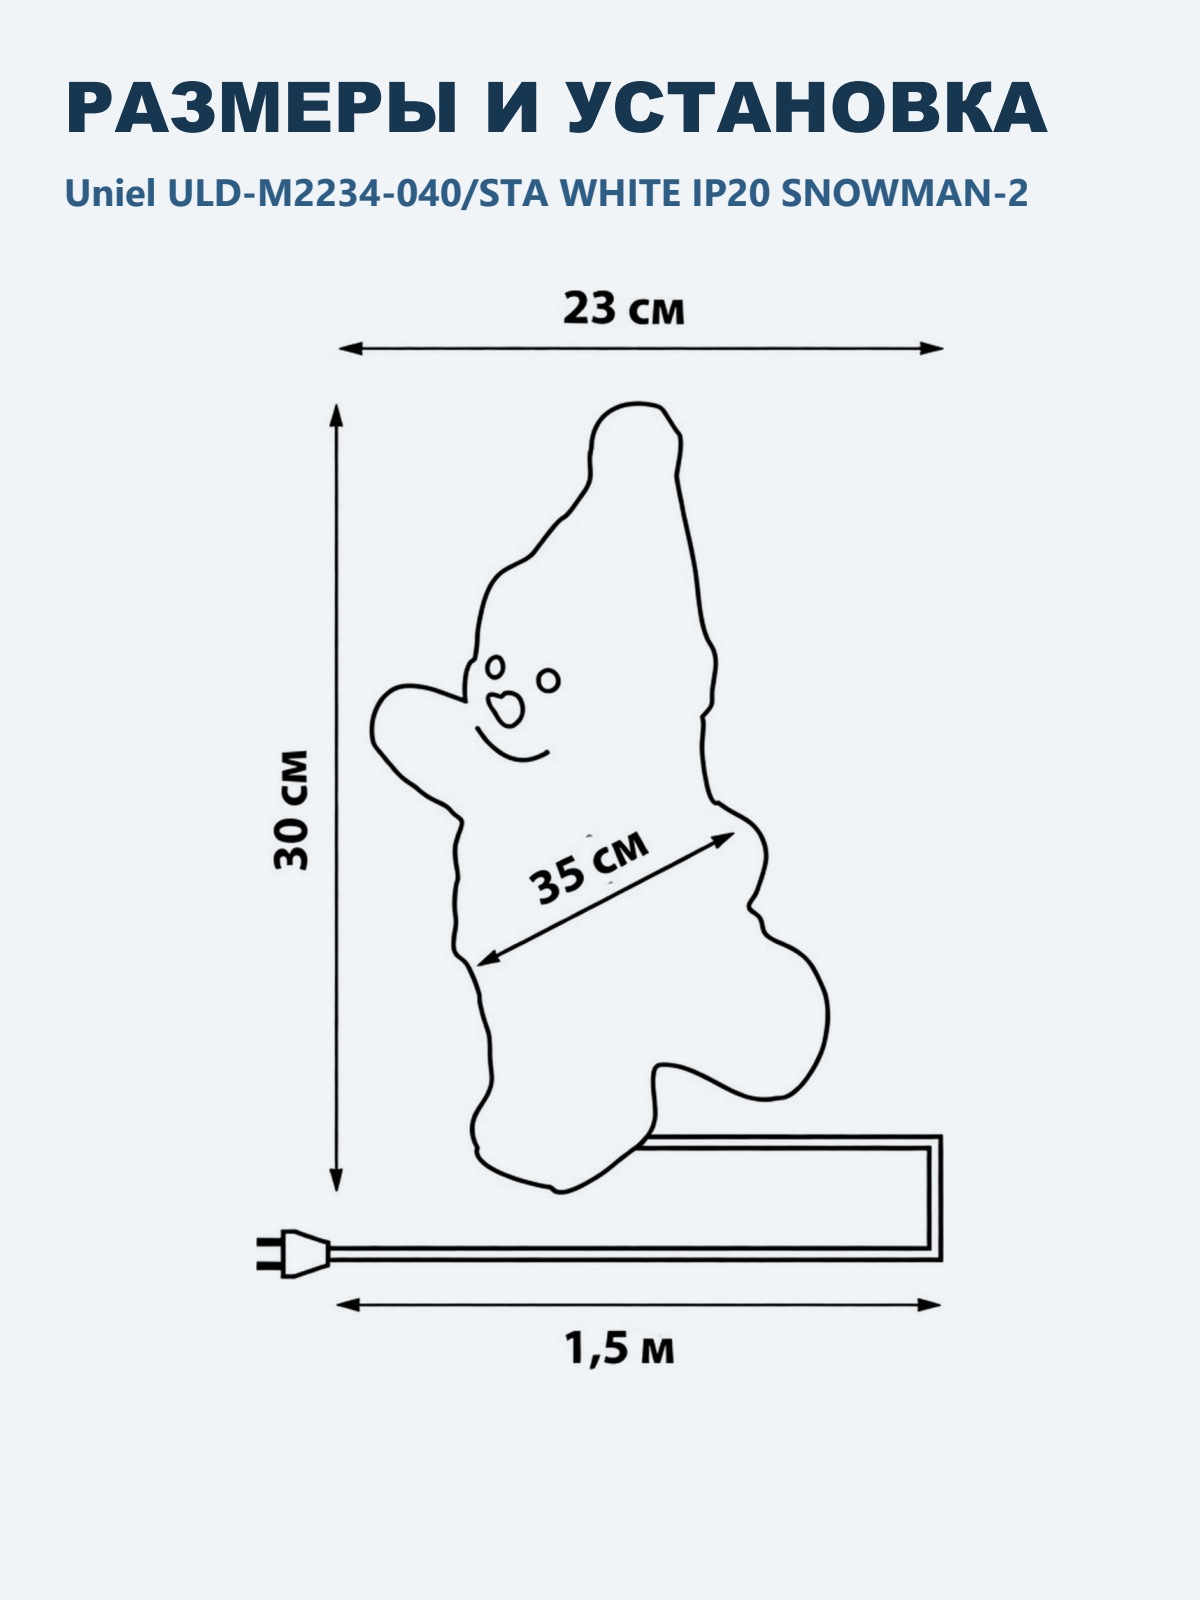 РАЗМЕРЫ И УСТАНОВКА
Uniel ULD-M2234-040/STA WHITE IP20 SNOWMAN-2
23 см
30 см
35 см
1,5 м